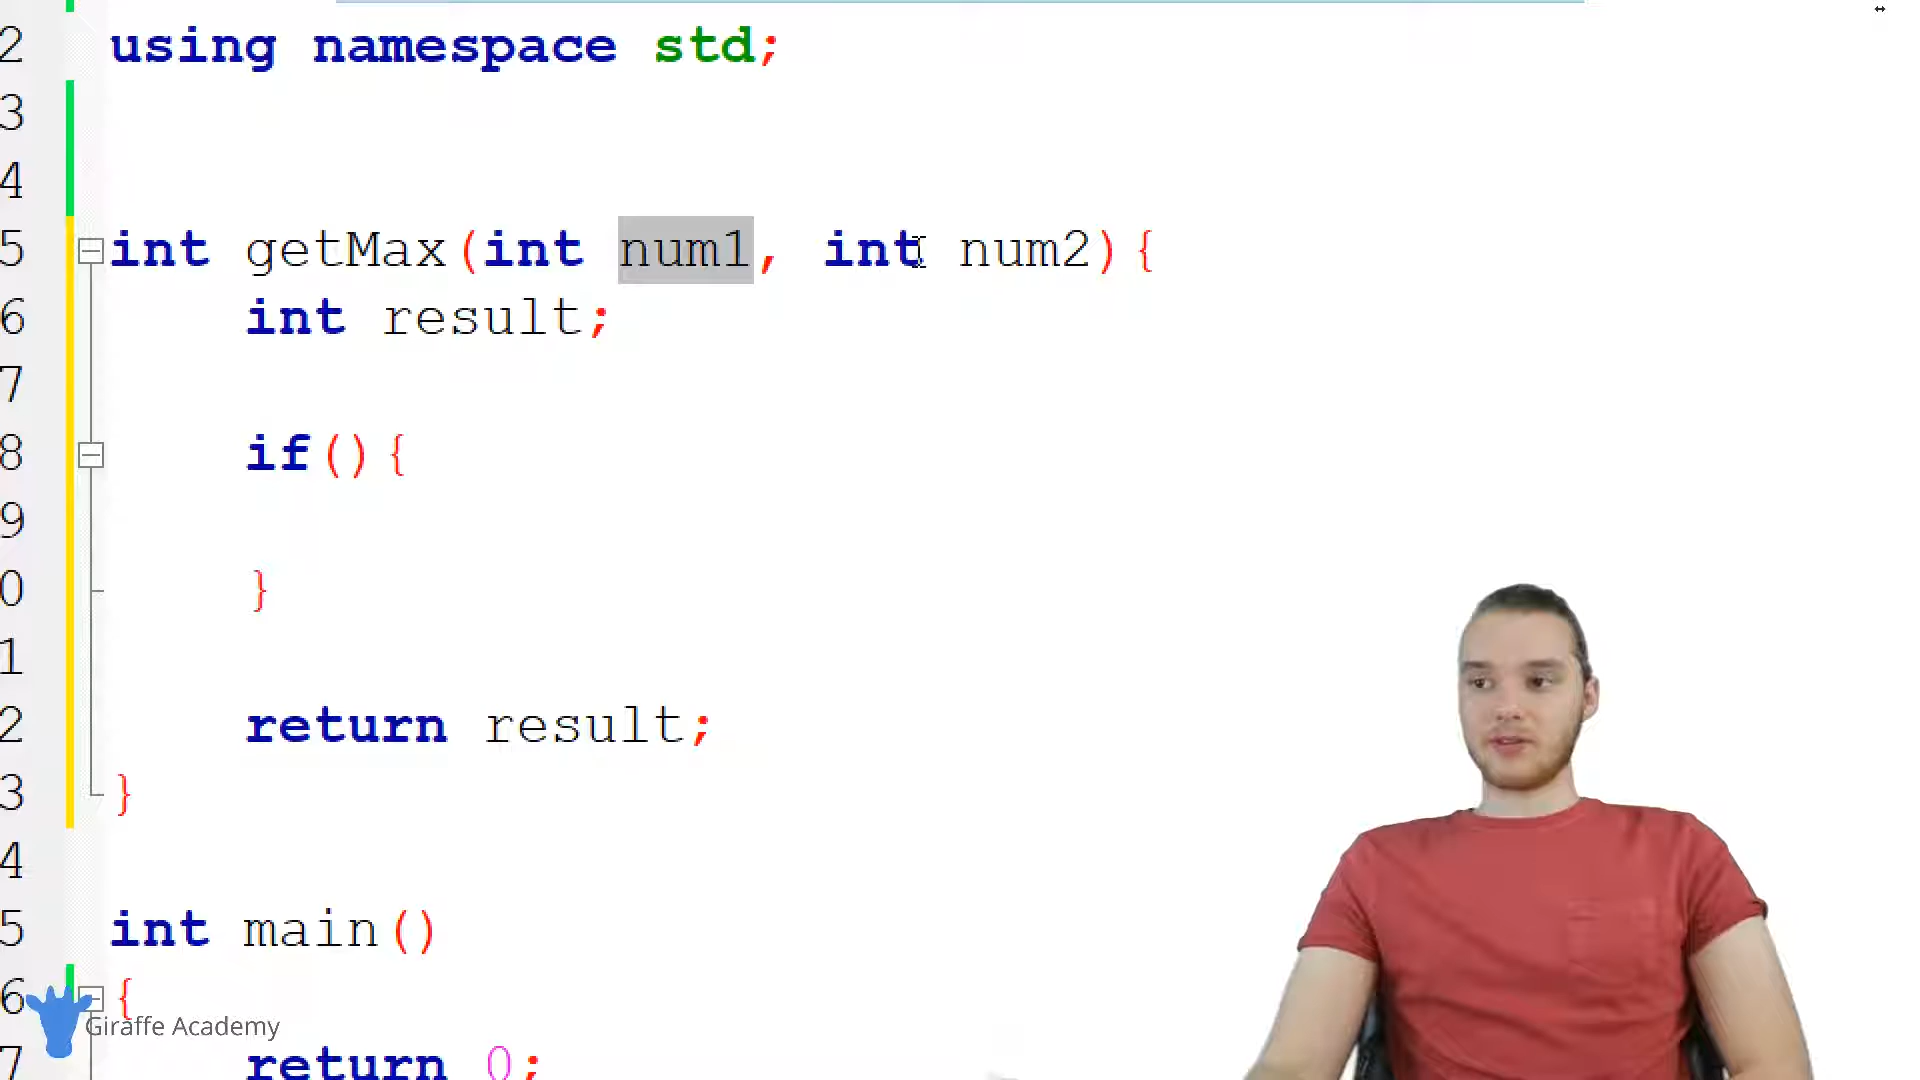 2 using namespace std;
3
4
5 int getMax(int num1, int num2){
6 int result;
7
8 if(){
9
0 }
1
2 return result;
3 }
4
5 int main()
6 {
Giraffe Academy
7 return 0;